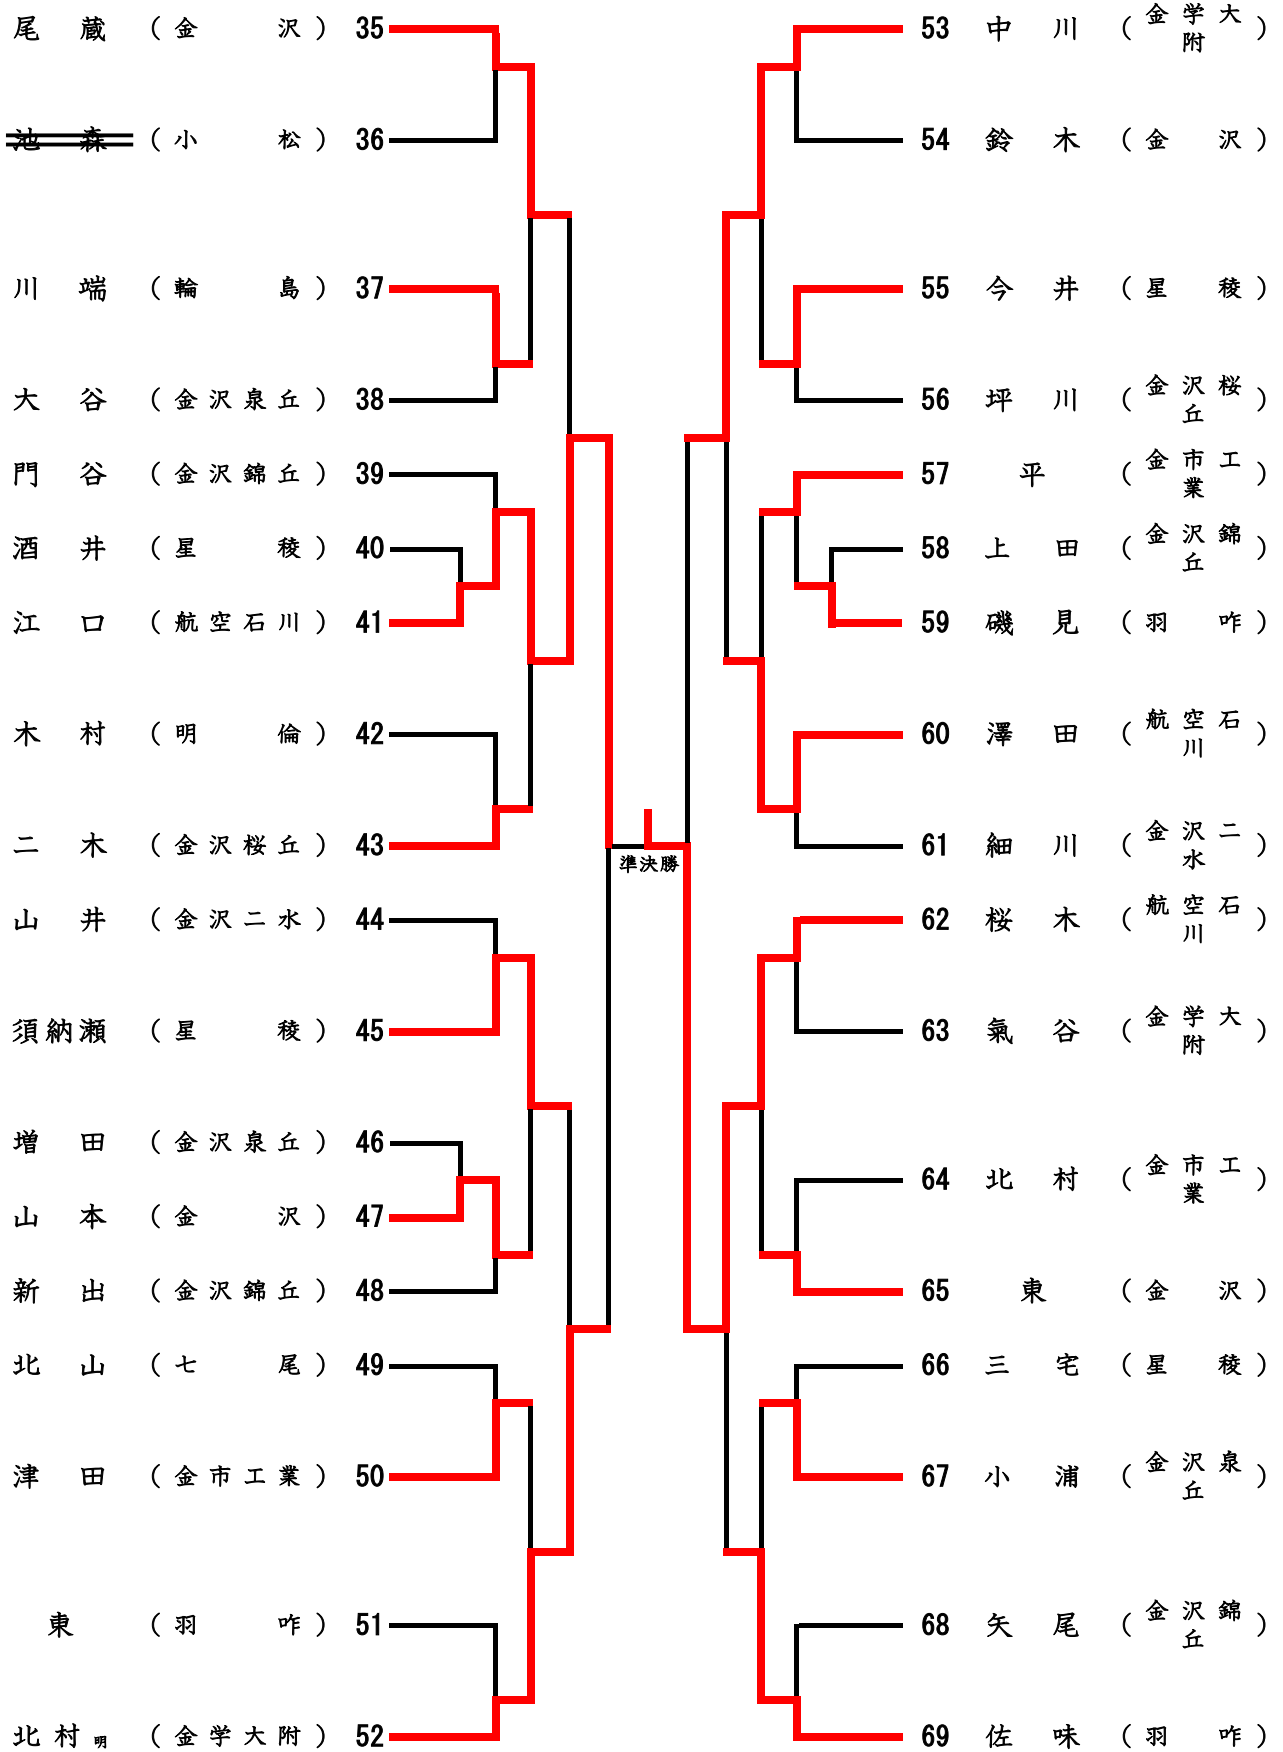 尾 蔵 ( 金 沢 ) 35
池 森 ( 小 松 ) 36
川 端 ( 輪 島 ) 37
大 谷 ( 金 沢 泉 丘 ) 38
門 谷 ( 金 沢 錦 丘 ) 39
酒 井 ( 星 稜 ) 40
江 口 ( 航 空 石 川 ) 41
木 村 ( 明 倫 ) 42
二 木 ( 金 沢 桜 丘 ) 43
山 井 ( 金 沢 二 水 ) 44
須納瀬 ( 星 稜 ) 45
増 田 ( 金 沢 泉 丘 ) 46
山 本 ( 金 沢 ) 47
新 出 ( 金 沢 錦 丘 ) 48
北 山 ( 七 尾 ) 49
津 田 ( 金 市 工 業 ) 50
東 ( 羽 咋 ) 51
北 村 明 ( 金 学 大 附 ) 52
準決勝
53 中 川 ( 金 学 大
附 )
54 鈴 木 ( 金 沢 )
55 今 井 ( 星 稜 )
56 坪 川 ( 金 沢 桜
丘 )
57 平 ( 金 市 工
業 )
58 上 田 ( 金 沢 錦
丘 )
59 磯 見 ( 羽 咋 )
60 澤 田 ( 航 空 石
川 )
61 細 川 ( 金 沢 二
水 )
62 桜 木 ( 航 空 石
川 )
63 氣 谷 ( 金 学 大
附 )
64 北 村 ( 金 市 工
業 )
65 東 ( 金 沢 )
66 三 宅 ( 星 稜 )
67 小 浦 ( 金 沢 泉
丘 )
68 矢 尾 ( 金 沢 錦
丘 )
69 佐 味 ( 羽 咋 )